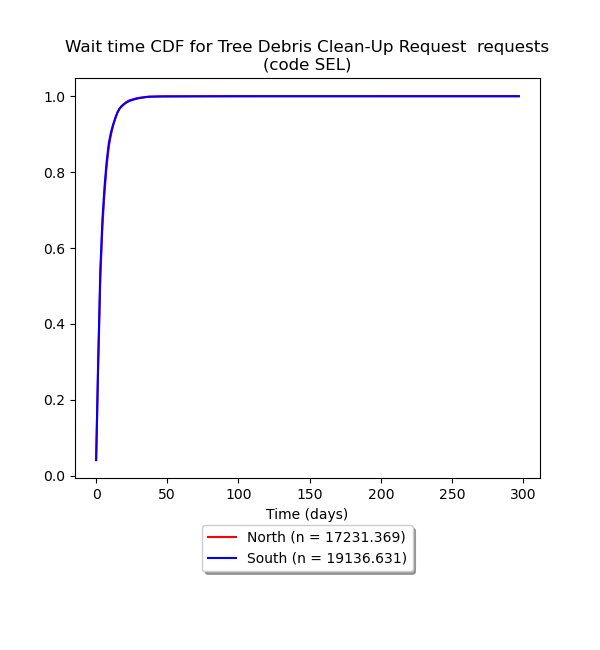 Wait time CDF for Tree Debris Clean-Up Request  requests
(code SEL)
1.0
0.8
0.6
0.4
0.2
0.0
0 50 100 150 200 250 300
Time (days)
North (n = 17231.369)
South (n = 19136.631)